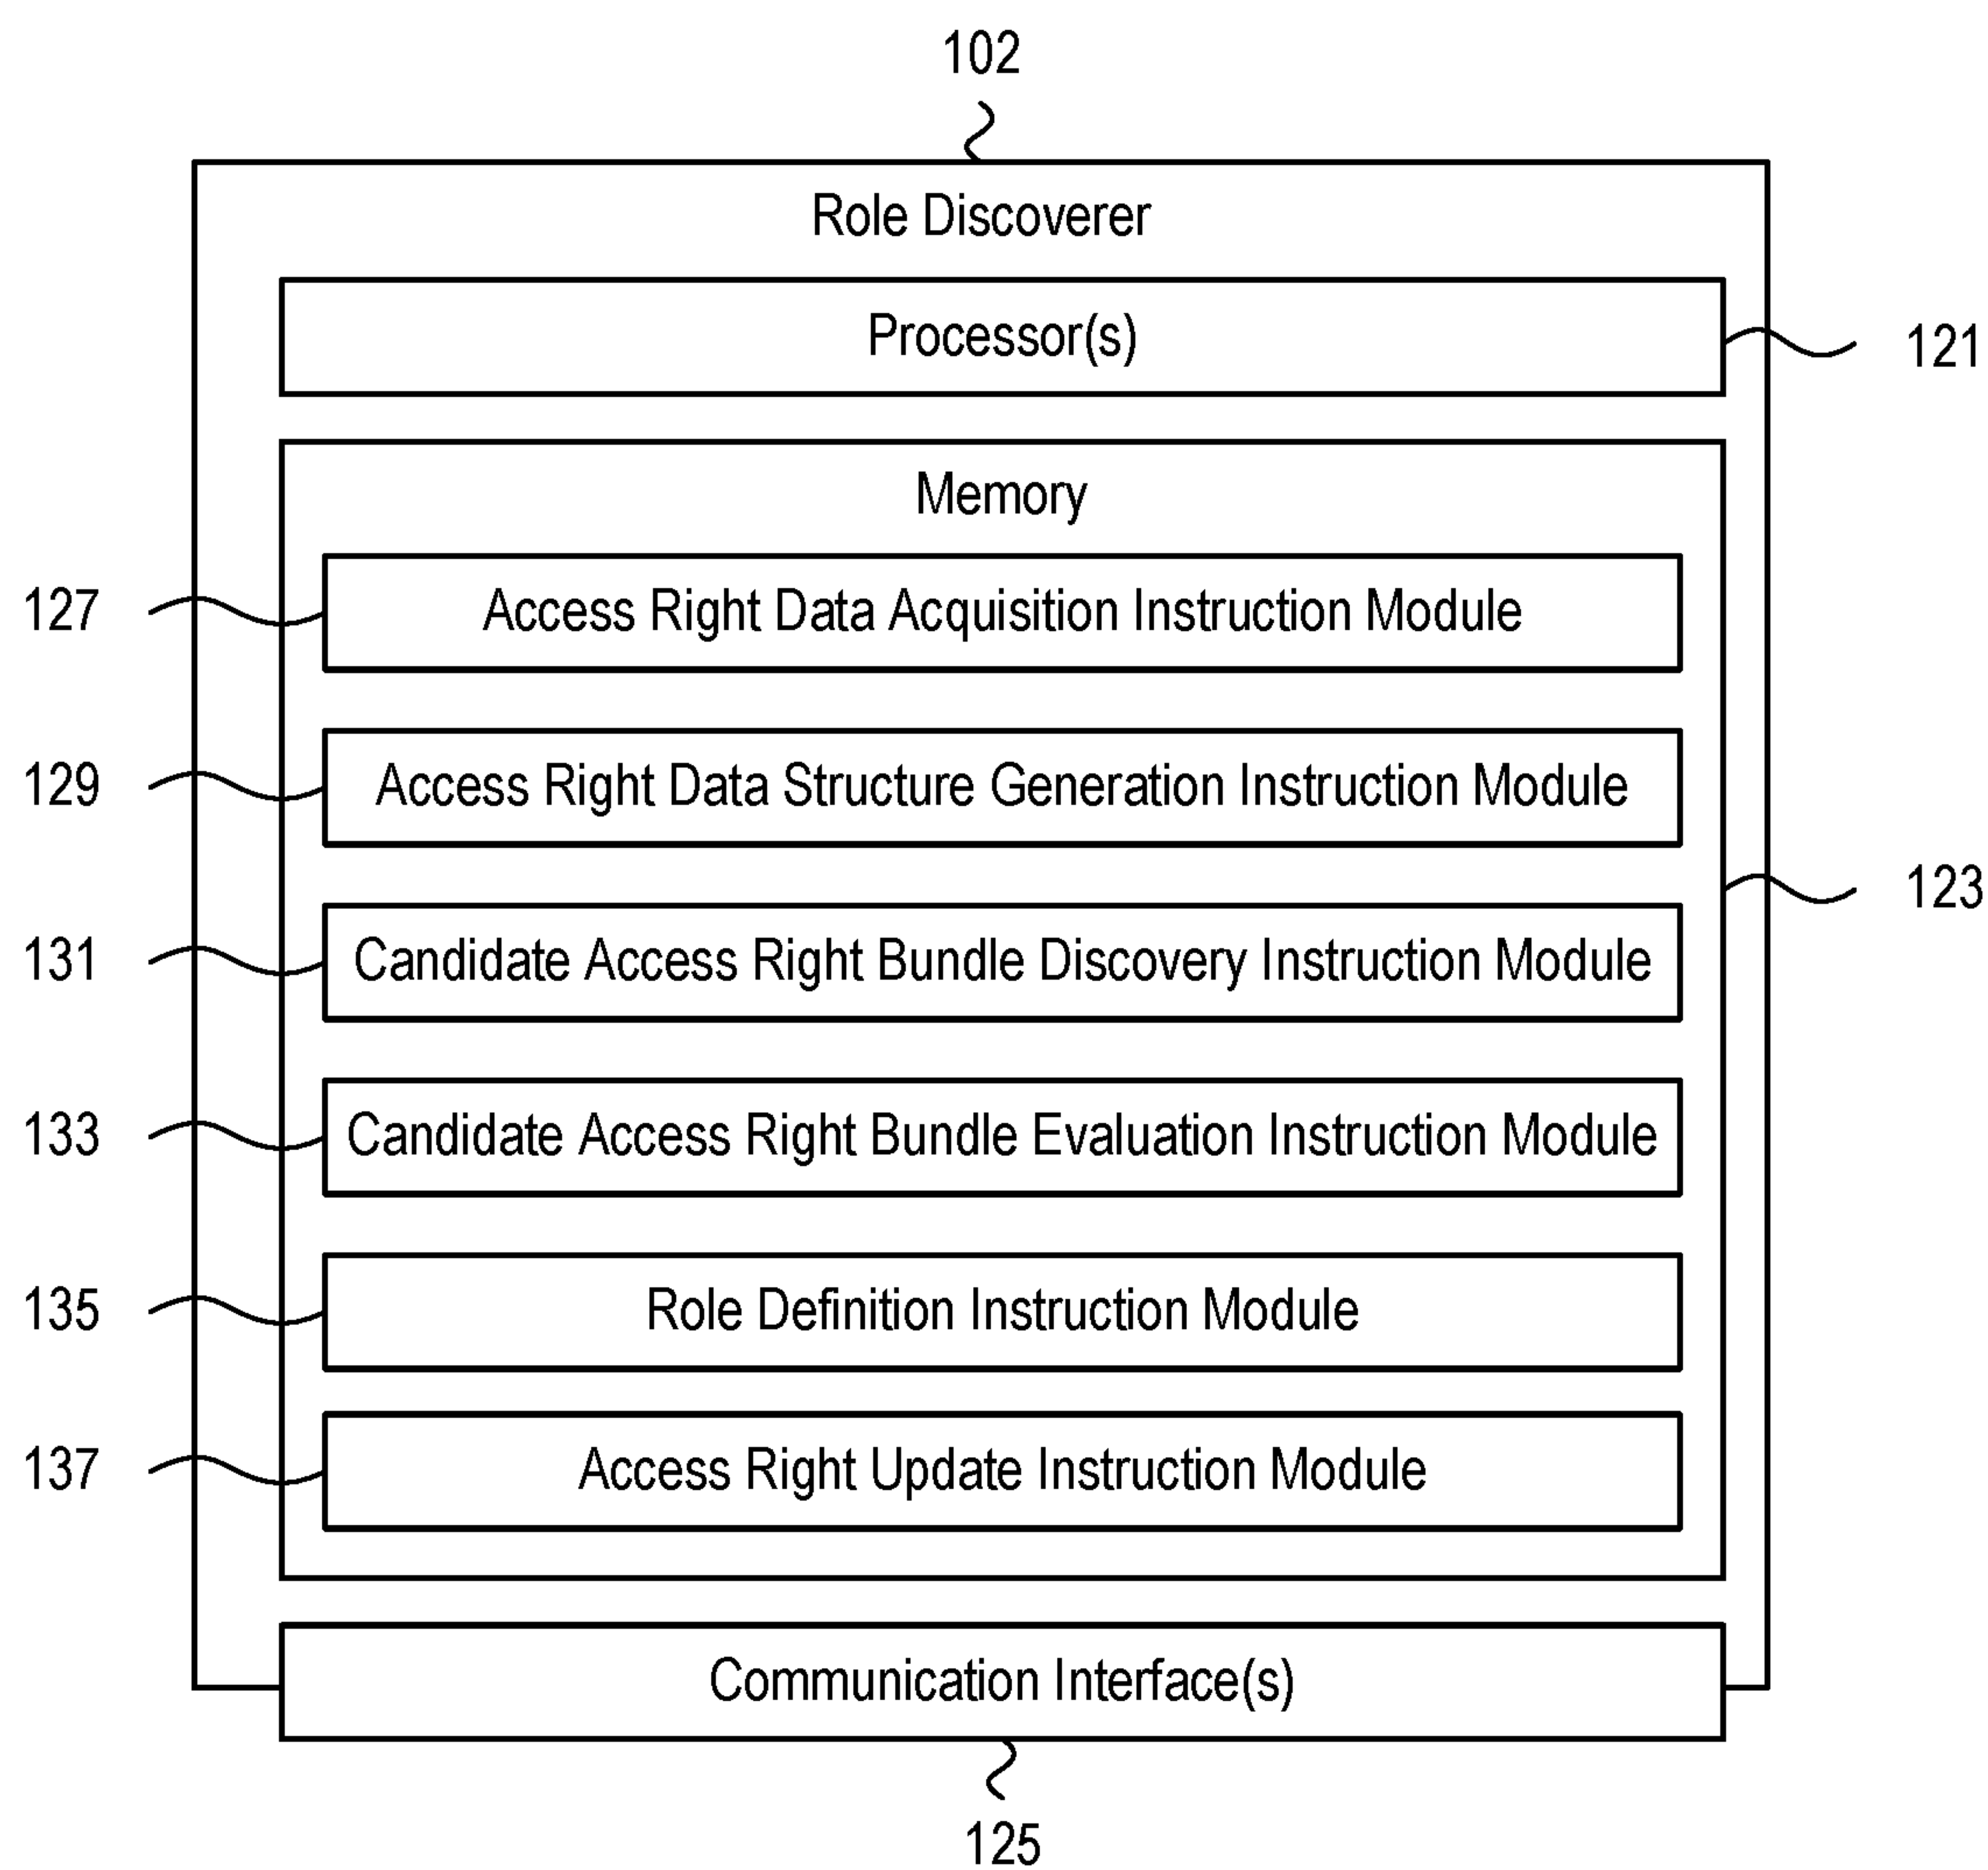 102
Role Discoverer
Processor(s)
121
Memory
127
Access Right Data Acquisition Instruction Module
129
Access Right Data Structure Generation Instruction Module
123
131
Candidate Access Right Bundle Discovery Instruction Module
133
Candidate Access Right Bundle Evaluation Instruction Module
135
Role Definition Instruction Module
137
Access Right Update Instruction Module
Communication Interface(s)
125